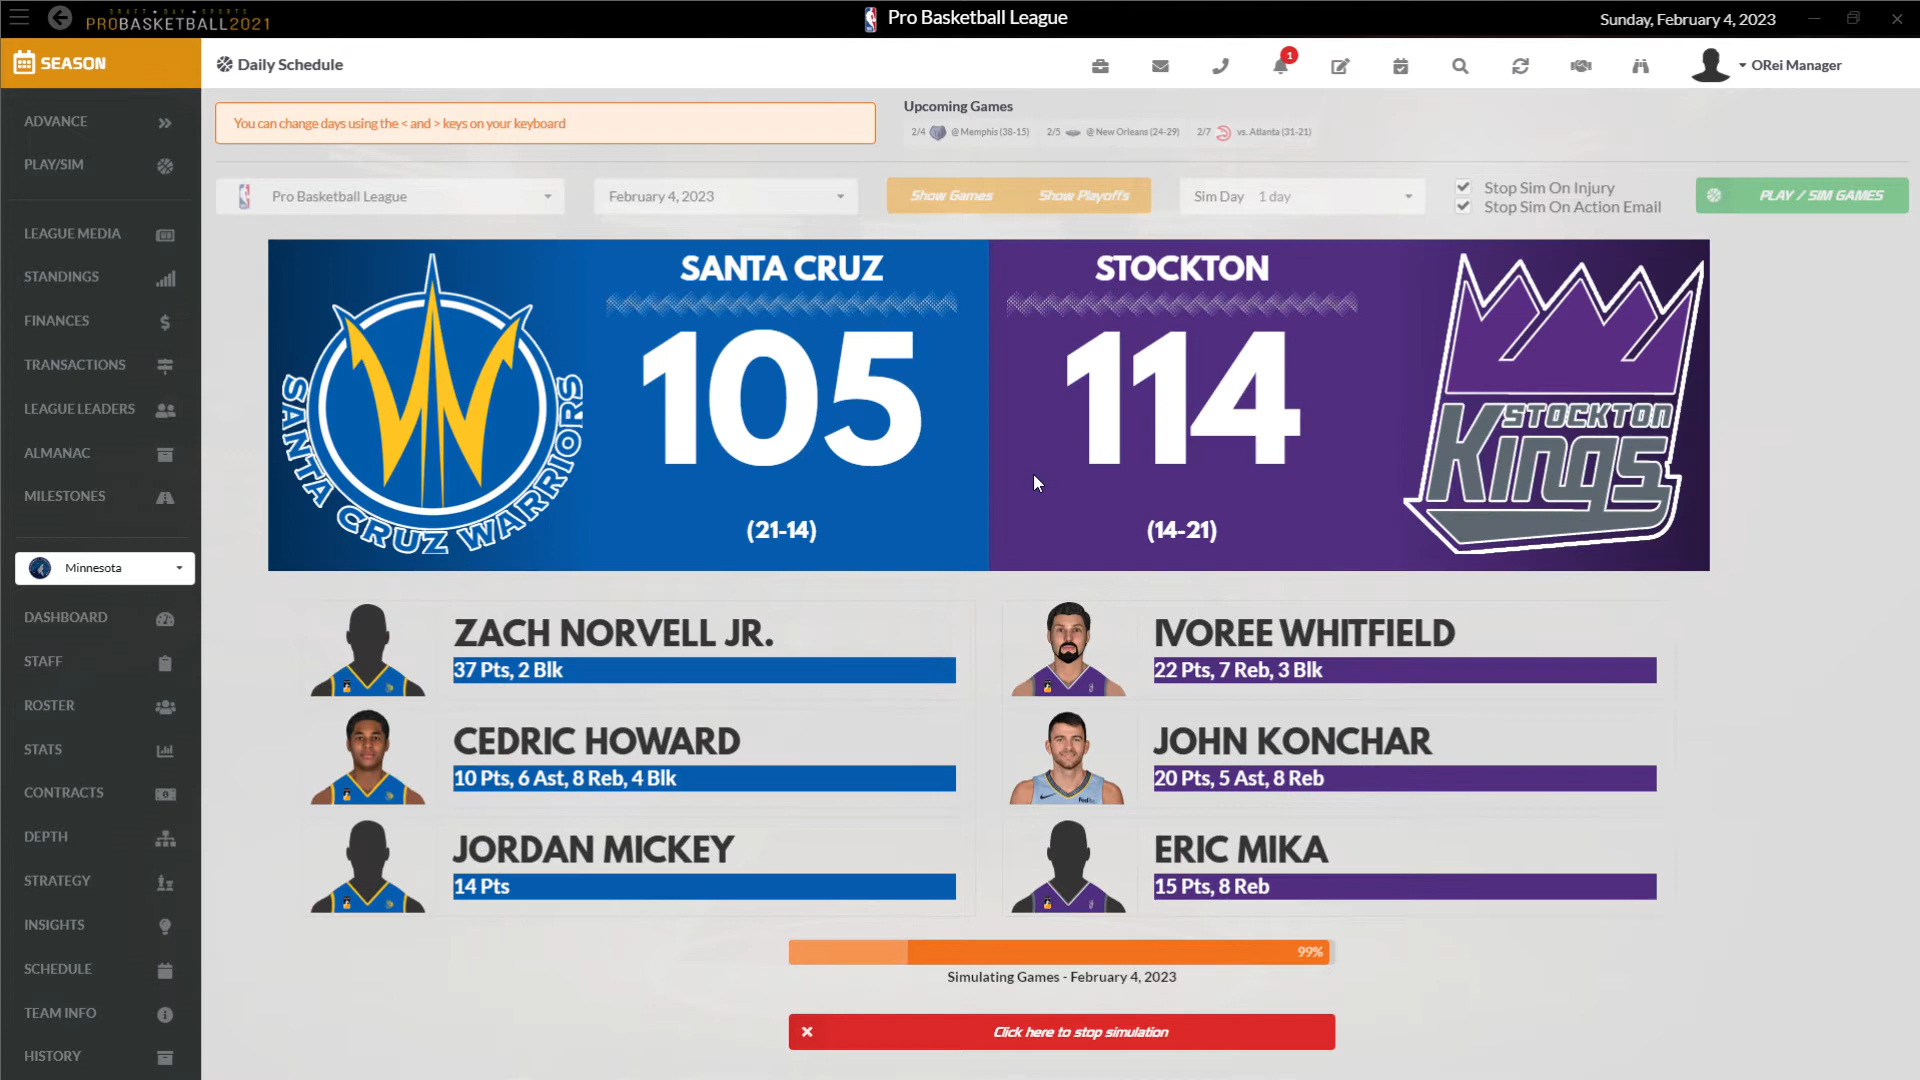 DRAFT • DAY • SPORTS
PROBASKETBALL2021
Pro Basketball League
Sunday, February 4, 2023
SEASON
Daily Schedule
1
ORei Manager
ADVANCE
PLAY/SIM
LEAGUE MEDIA
STANDINGS
FINANCES
TRANSACTIONS
LEAGUE LEADERS
ALMANAC
MILESTONES
Minnesota
DASHBOARD
STAFF
ROSTER
STATS
CONTRACTS
DEPTH
STRATEGY
INSIGHTS
SCHEDULE
TEAM INFO
HISTORY
You can change days using the < and > keys on your keyboard
Upcoming Games
2/4 @ Memphis (38-15) 2/5 @ New Orleans (24-29) 2/7 vs. Atlanta (31-21)
Pro Basketball League
February 4, 2023
Show Games
Show Playoffs
Sim Day 1 day
Stop Sim On Injury
Stop Sim On Action Email
PLAY / SIM GAMES
SANTA CRUZ WARRIORS
SANTA CRUZ
105
(21-14)
STOCKTON
114
(14-21)
STOCKTON
Kings
ZACH NORVELL JR.
37 Pts, 2 Blk
CEDRIC HOWARD
10 Pts, 6 Ast, 8 Reb, 4 Blk
JORDAN MICKEY
14 Pts
IVOREE WHITFIELD
22 Pts, 7 Reb, 3 Blk
JOHN KONCHAR
20 Pts, 5 Ast, 8 Reb
ERIC MIKA
15 Pts, 8 Reb
99%
Simulating Games - February 4, 2023
Click here to stop simulation